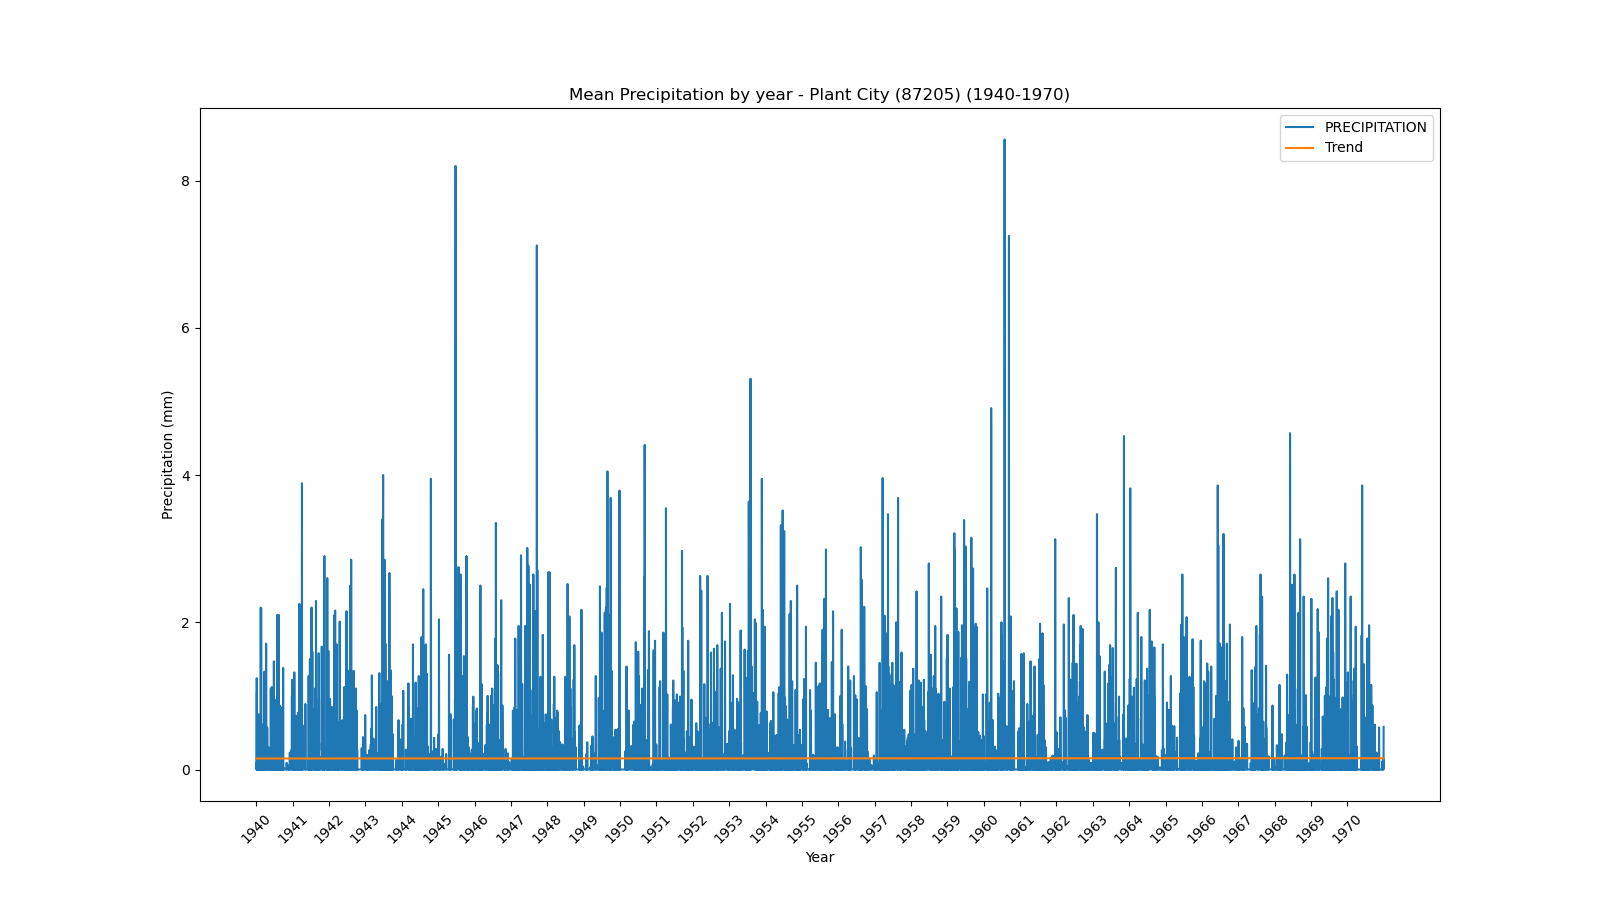 Mean Precipitation by year - Plant City (87205) (1940-1970)
PRECIPITATION
Trend
8
6
4
2
0
Precipitation (mm)
1940 1941 1942 1943 1944 1945 1946 1947 1948 1949 1950 1951 1952 1953 1954 1955 1956 1957 1958 1959 1960 1961 1962 1963 1964 1965 1966 1967 1968 1969 1970
Year